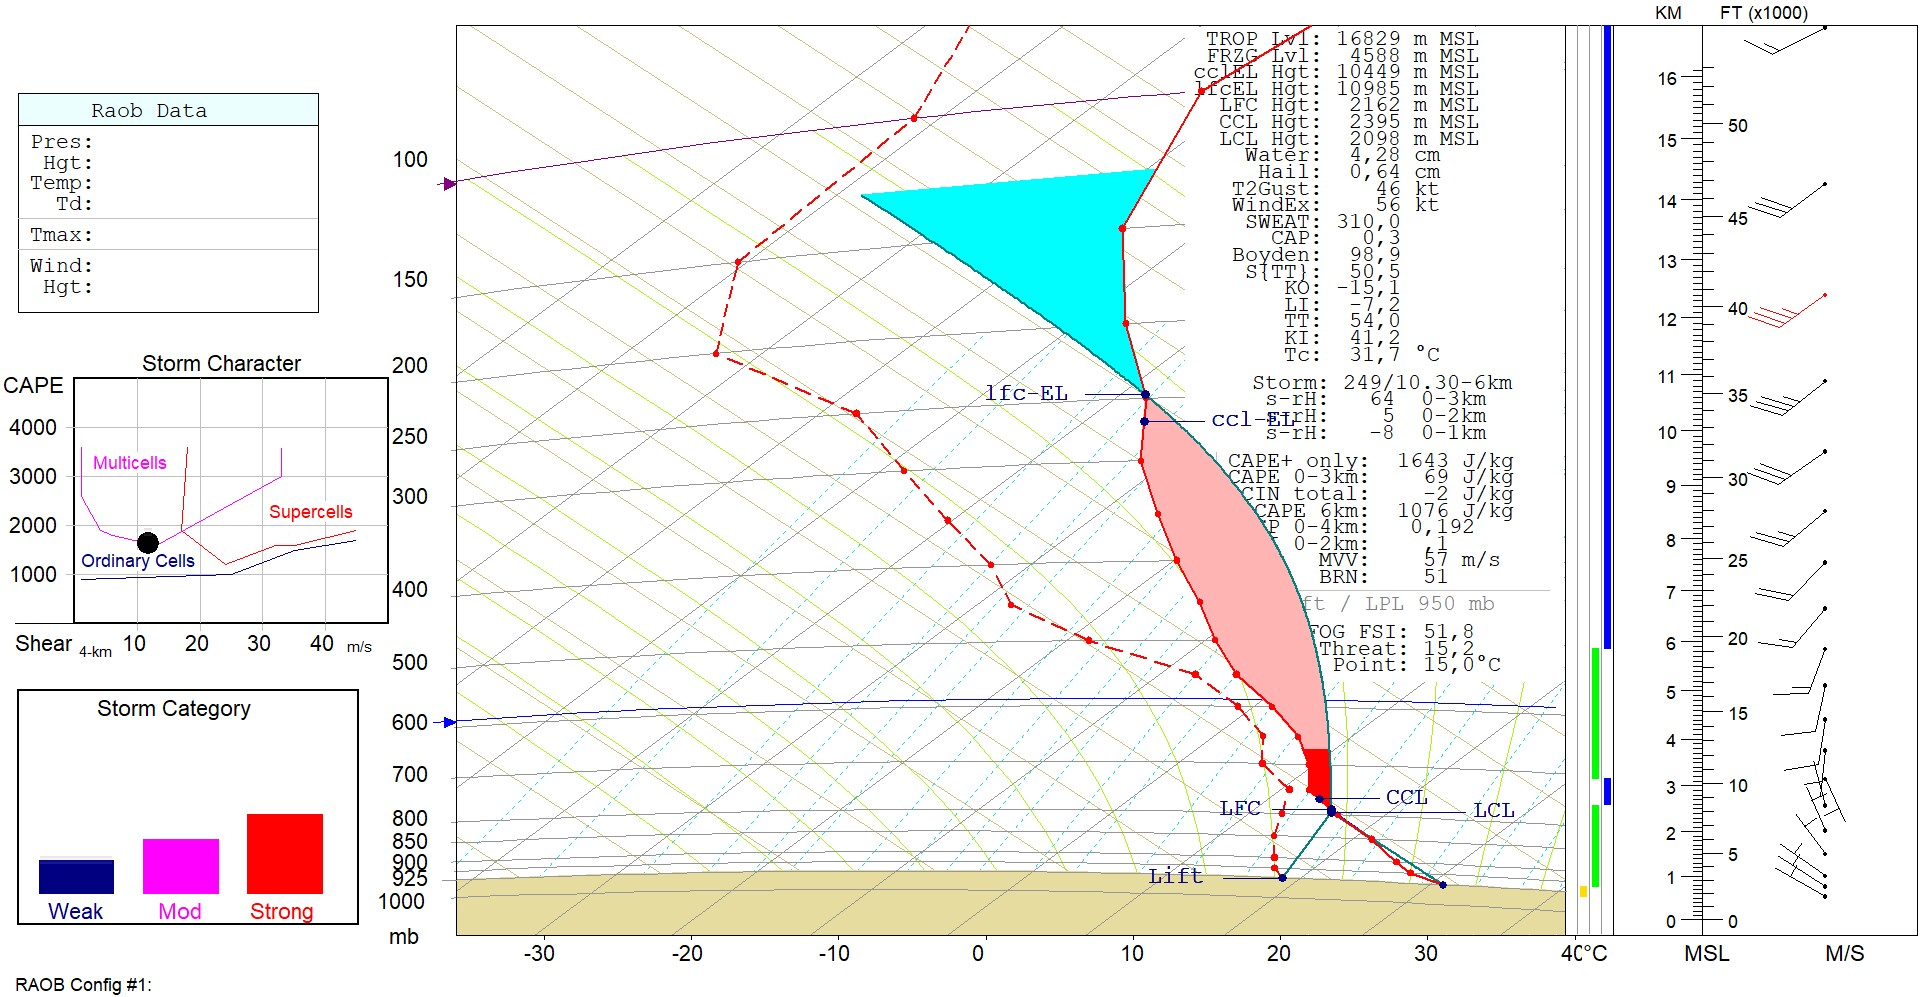 KM FT (x1000)
Raob Data
Pres:
Hgt:
Temp:
Td:
Tmax:
Wind:
Hgt:
Storm Character
CAPE
4000
3000
2000
1000
Multicells
Supercells
Ordinary Cells
Shear 4-km 10 20 30 40 m/s
Storm Category
Weak Mod Strong
RAOB Config #1:
100
150
200
250
300
400
500
600
700
800
850
900
925
1000
mb
-30 -20 -10 0 10 20 30 40°C
TROP Lvl: 16829 m MSL
FRZG Lvl: 4588 m MSL
cclEL Hgt: 10449 m MSL
lfcEL Hgt: 10985 m MSL
LFC Hgt: 2162 m MSL
CCL Hgt: 2395 m MSL
LCL Hgt: 2098 m MSL
Water: 4,28 cm
Hail: 0,64 cm
T2Gust: 46 kt
WindEx: 56 kt
SWEAT: 310,0
CAP: 0,3
Boyden: 98,9
S{TT}: 50,5
KO: -15,1
LI: -7,2
TT: 54,0
KI: 41,2
Tc: 31,7 °C
Storm: 249/10.30-6km
s-rH: 64 0-3km
s-rH: 5 0-2km
s-rH: -8 0-1km
CAPE+ only: 1643 J/kg
CAPE 0-3km: 69 J/kg
CIN total: -2 J/kg
CAPE 6km: 1076 J/kg
0-4km: 0,192
0-2km: ,1
MVV: 57 m/s
BRN: 51
/ LPL 950 mb
FOG FSI: 51,8
Threat: 15,2
Point: 15,0°C
lfc-EL
ccl-EL
CCL
LFC
LCL
Lift
16
15
14
13
12
11
10
9
8
7
6
5
4
3
2
1
0
50
45
40
35
30
25
20
15
10
5
0
MSL M/S